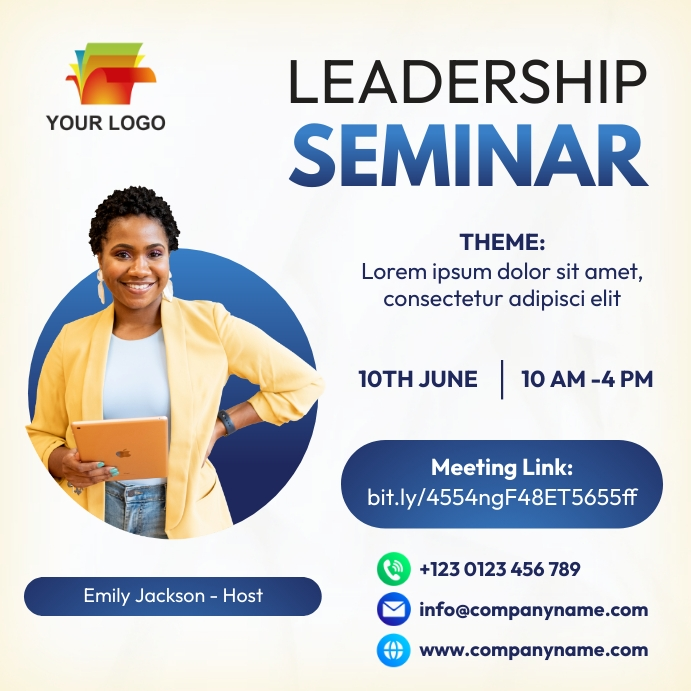 YOUR LOGO
LEADERSHIP
SEMINAR
THEME:
Lorem ipsum dolor sit amet,
consectetur adipisci elit
10TH JUNE | 10 AM -4 PM
Meeting Link:
bit.ly/4554ngF48ET5655ff
Emily Jackson - Host
+123 0123 456 789
info@companyname.com
www.companyname.com